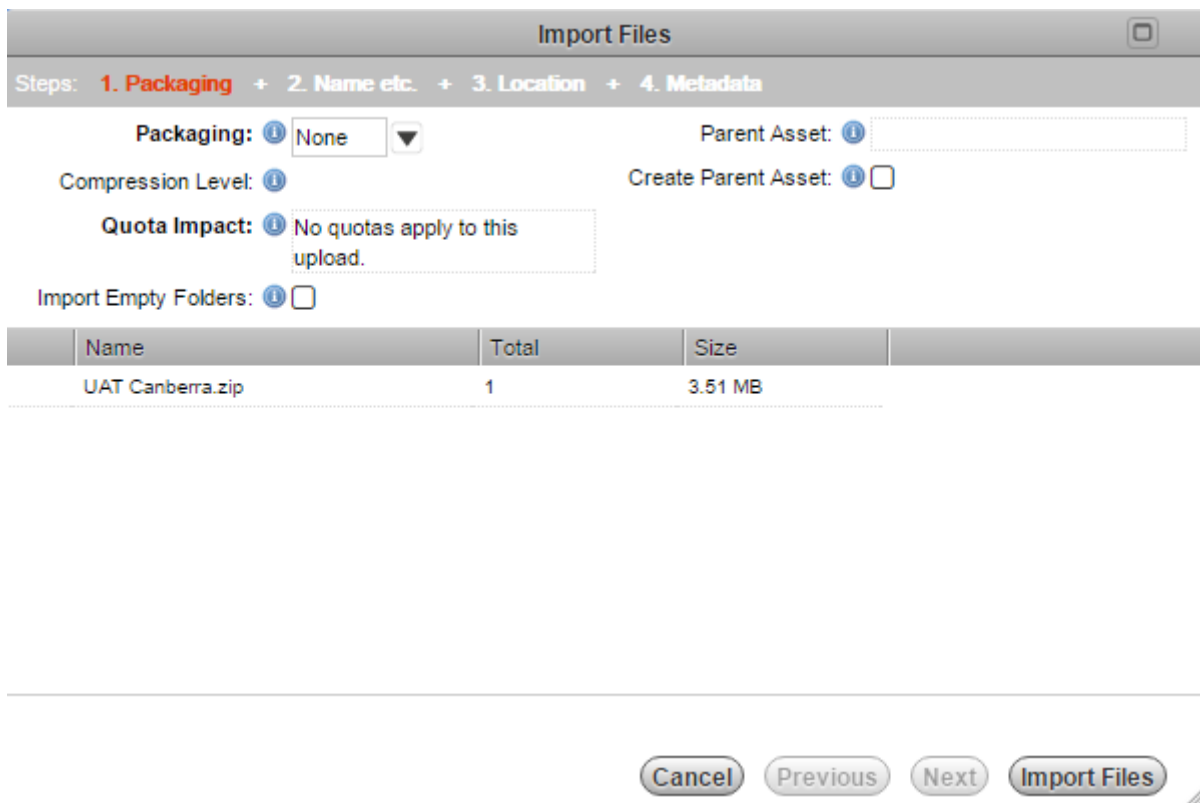 Import Files
Steps: 1. Packaging + 2. Name etc. + 3. Location + 4. Metadata
Packaging: None
Parent Asset:
Compression Level:
Create Parent Asset:
Quota Impact: No quotas apply to this
upload.
Import Empty Folders:
Name Total Size
UAT Canberra.zip 1 3.51 MB
Cancel Previous Next Import Files